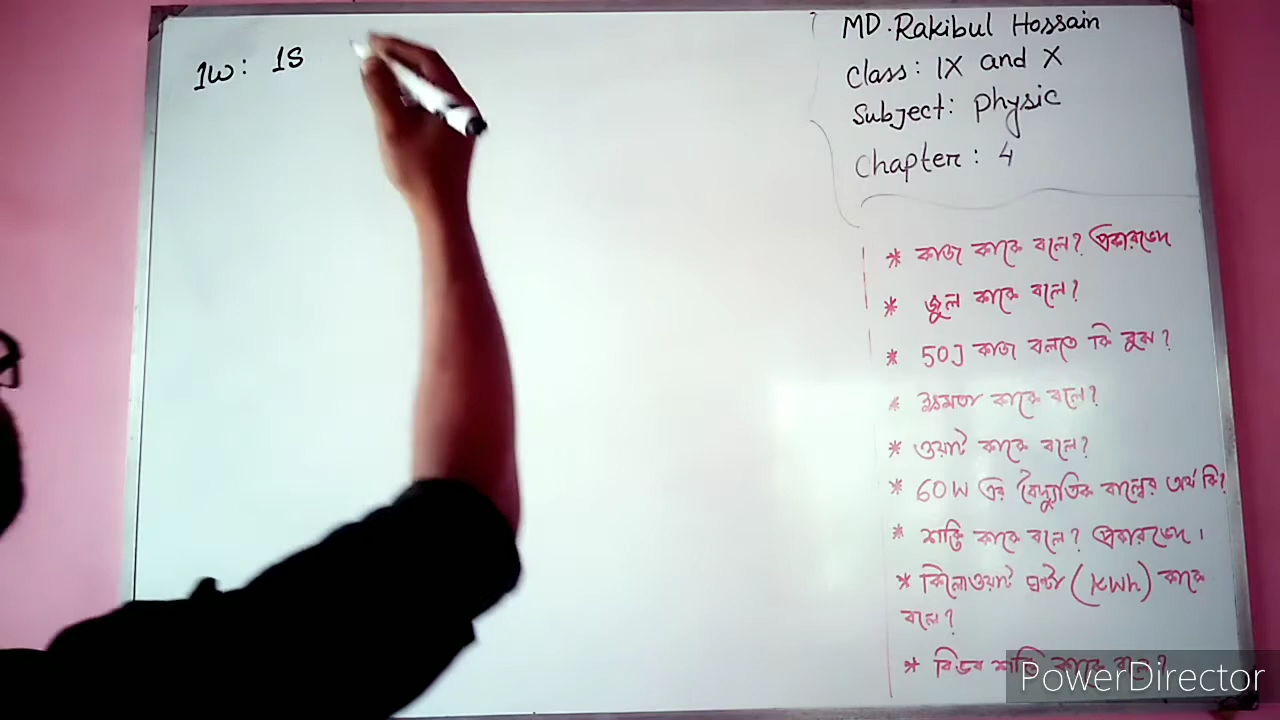 1W: 1S
MD. Rakibul Hossain
Class: IX and X
Subject: Physic
Chapter: 4
* কাজ কাকে বলে? প্রকারভেদ
* জুল কাকে বলে?
* 50J কাজ বলতে কি বুঝ?
* ক্ষমতা কাকে বলে?
* ওয়াট কাকে বলে?
* 60W এর বৈদ্যুতিক বাল্বের অর্থ কি?
* শক্তি কাকে বলে? প্রকারভেদ।
* কিলোওয়াট ঘন্টা (KWh) কাকে
বলে?
* বিভব শক্তি কাকে বলে?
PowerDirector